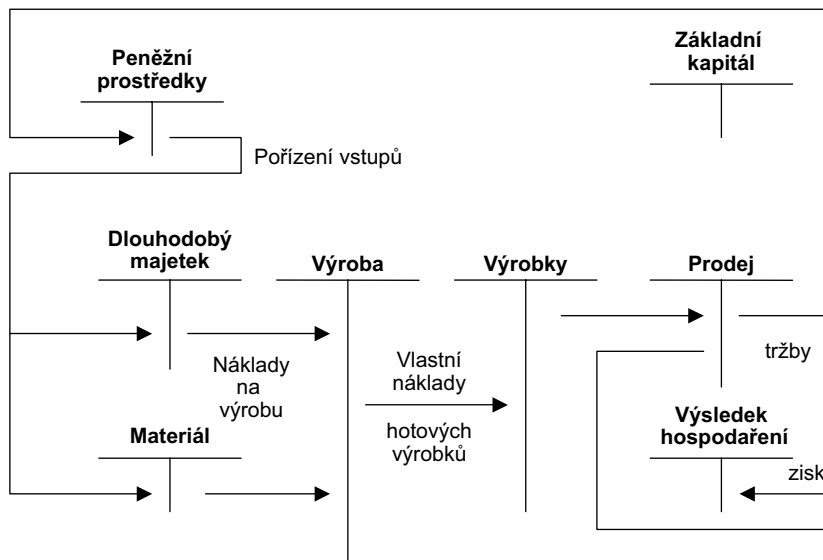 Peněžní
prostředky
Základní
kapitál
Pořízení vstupů
Dlouhodobý
majetek
Výroba
Výrobky
Prodej
Náklady
na
výrobu
Vlastní
náklady
hotových
výrobků
tržby
Materiál
Výsledek
hospodaření
zisk